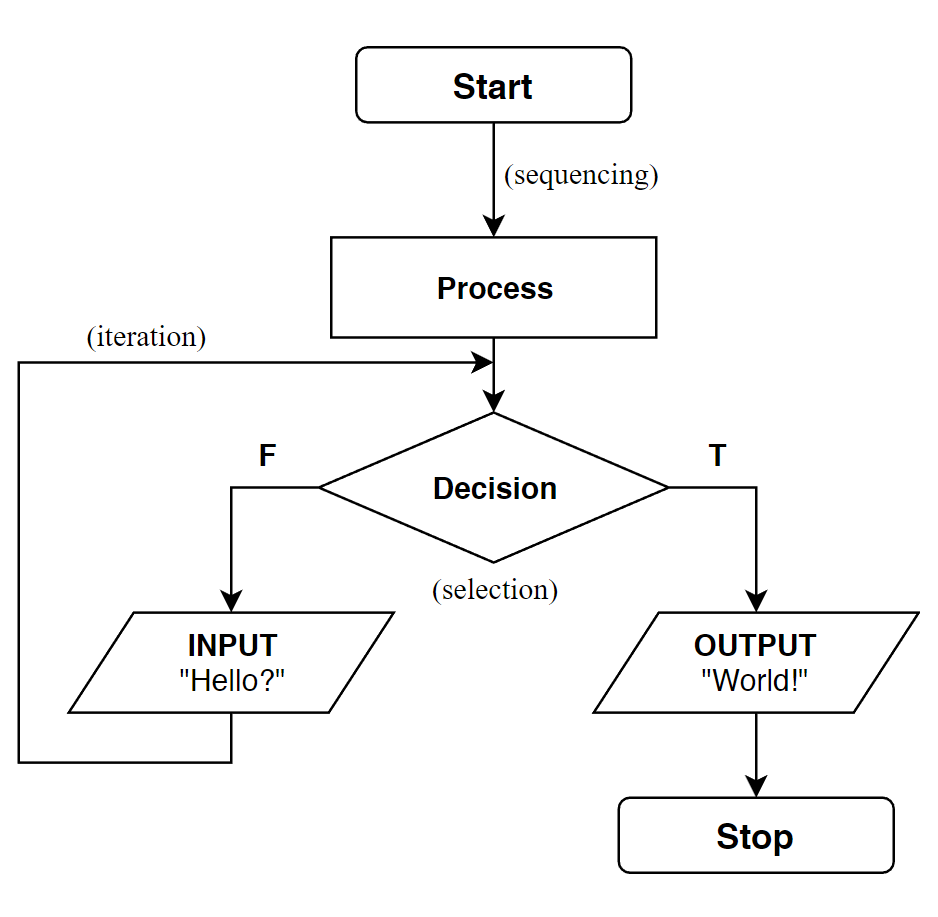 Start
(sequencing)
Process
(iteration)
F
T
Decision
(selection)
INPUT
"Hello?"
OUTPUT
"World!"
Stop